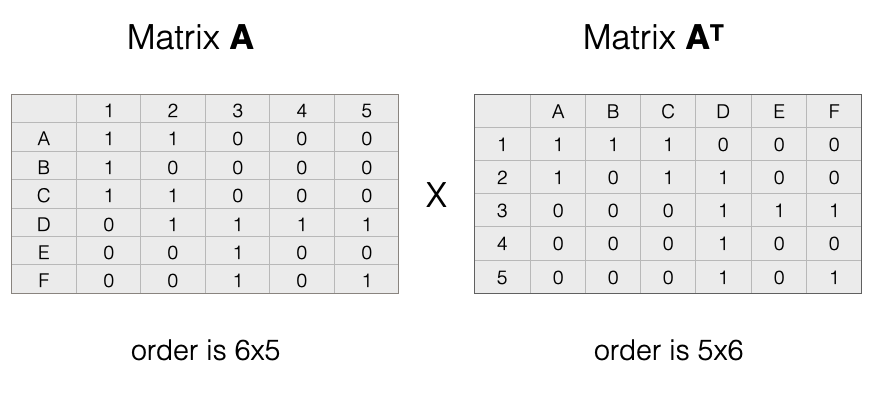 Matrix A
Matrix Aᵀ
1 2 3 4 5
A 1 1 0 0 0
B 1 0 0 0 0
C 1 1 0 0 0
D 0 1 1 1 1
E 0 0 1 0 0
F 0 0 1 0 1
X
A B C D E F
1 1 1 1 0 0 0
2 1 0 1 1 0 0
3 0 0 0 1 1 1
4 0 0 0 1 0 0
5 0 0 0 1 0 1
order is 6x5
order is 5x6